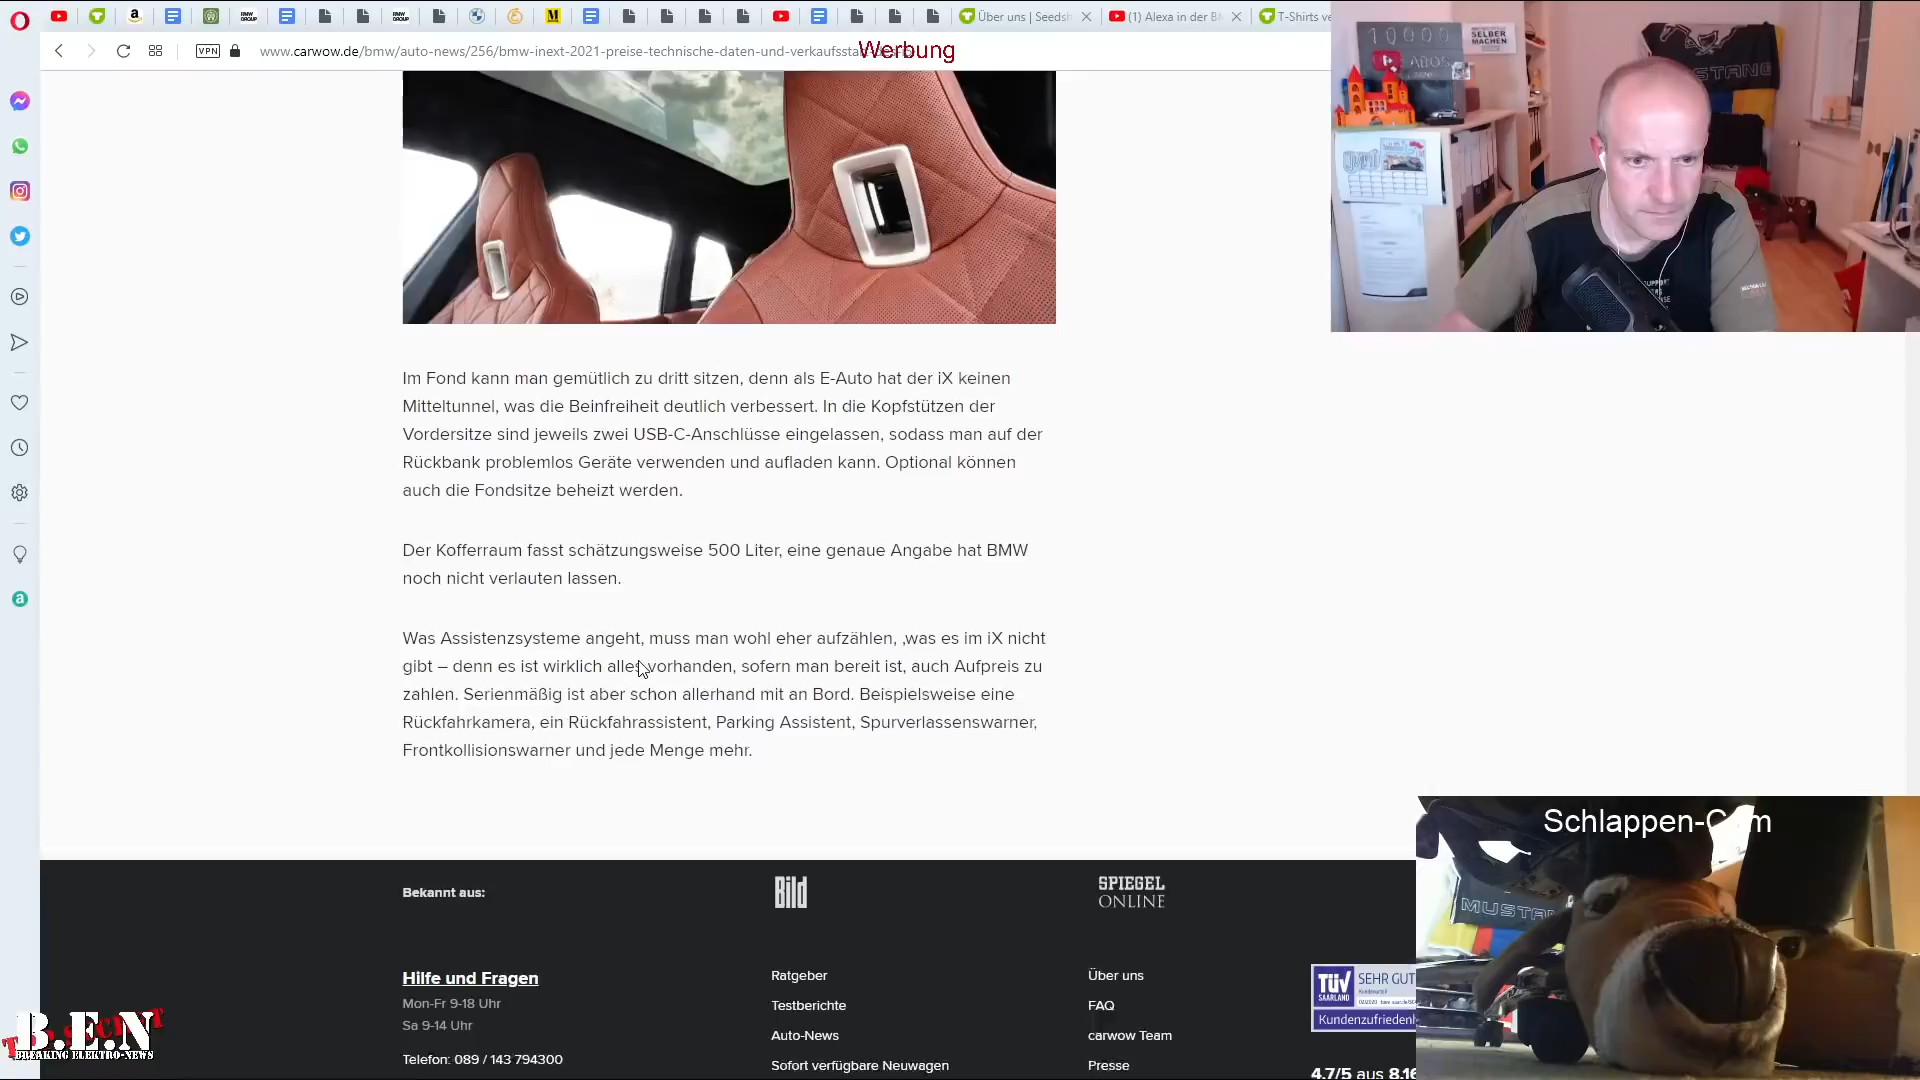 Über uns | Seedsh
(1) Alexa in der B
T-Shirts ve
VPN
www.carwow.de/bmw/auto-news/256/bmw-inext-2021-preise-technische-daten-und-verkaufssta
Werbung
10000
ABOS
SELBER
MACHEN
MUSTANG
Im Fond kann man gemütlich zu dritt sitzen, denn als E-Auto hat der iX keinen
Mitteltunnel, was die Beinfreiheit deutlich verbessert. In die Kopfstützen der
Vordersitze sind jeweils zwei USB-C-Anschlüsse eingelassen, sodass man auf der
Rückbank problemlos Geräte verwenden und aufladen kann. Optional können
auch die Fondsitze beheizt werden.
Der Kofferraum fasst schätzungsweise 500 Liter, eine genaue Angabe hat BMW
noch nicht verlauten lassen.
Was Assistenzsysteme angeht, muss man wohl eher aufzählen, ,was es im iX nicht
gibt – denn es ist wirklich alles vorhanden, sofern man bereit ist, auch Aufpreis zu
zahlen. Serienmäßig ist aber schon allerhand mit an Bord. Beispielsweise eine
Rückfahrkamera, ein Rückfahrassistent, Parking Assistent, Spurverlassenswarner,
Frontkollisionswarner und jede Menge mehr.
Schlappen-Cam
MUSTAN
Bekannt aus:
Bild
SPIEGEL
ONLINE
Hilfe und Fragen
Mon-Fr 9-18 Uhr
Sa 9-14 Uhr
Telefon: 089 / 143 794300
Ratgeber
Testberichte
Auto-News
Sofort verfügbare Neuwagen
Über uns
FAQ
carwow Team
Presse
TÜV
SAARLAND
SEHR GUT
Kundenzufriedenh
4,7/5 aus 8.16
B.E.N
BREAKING ELEKTRO-NEWS